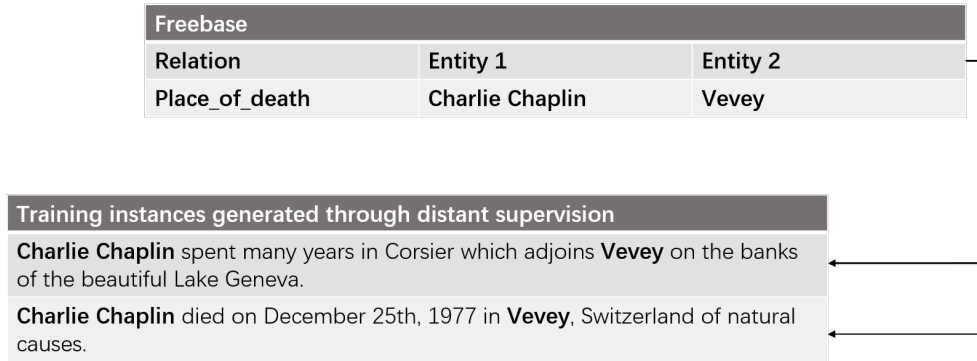 Freebase
Relation Entity 1 Entity 2
Place_of_death Charlie Chaplin Vevey
Training instances generated through distant supervision
Charlie Chaplin spent many years in Corsier which adjoins Vevey on the banks
of the beautiful Lake Geneva.
Charlie Chaplin died on December 25th, 1977 in Vevey, Switzerland of natural
causes.